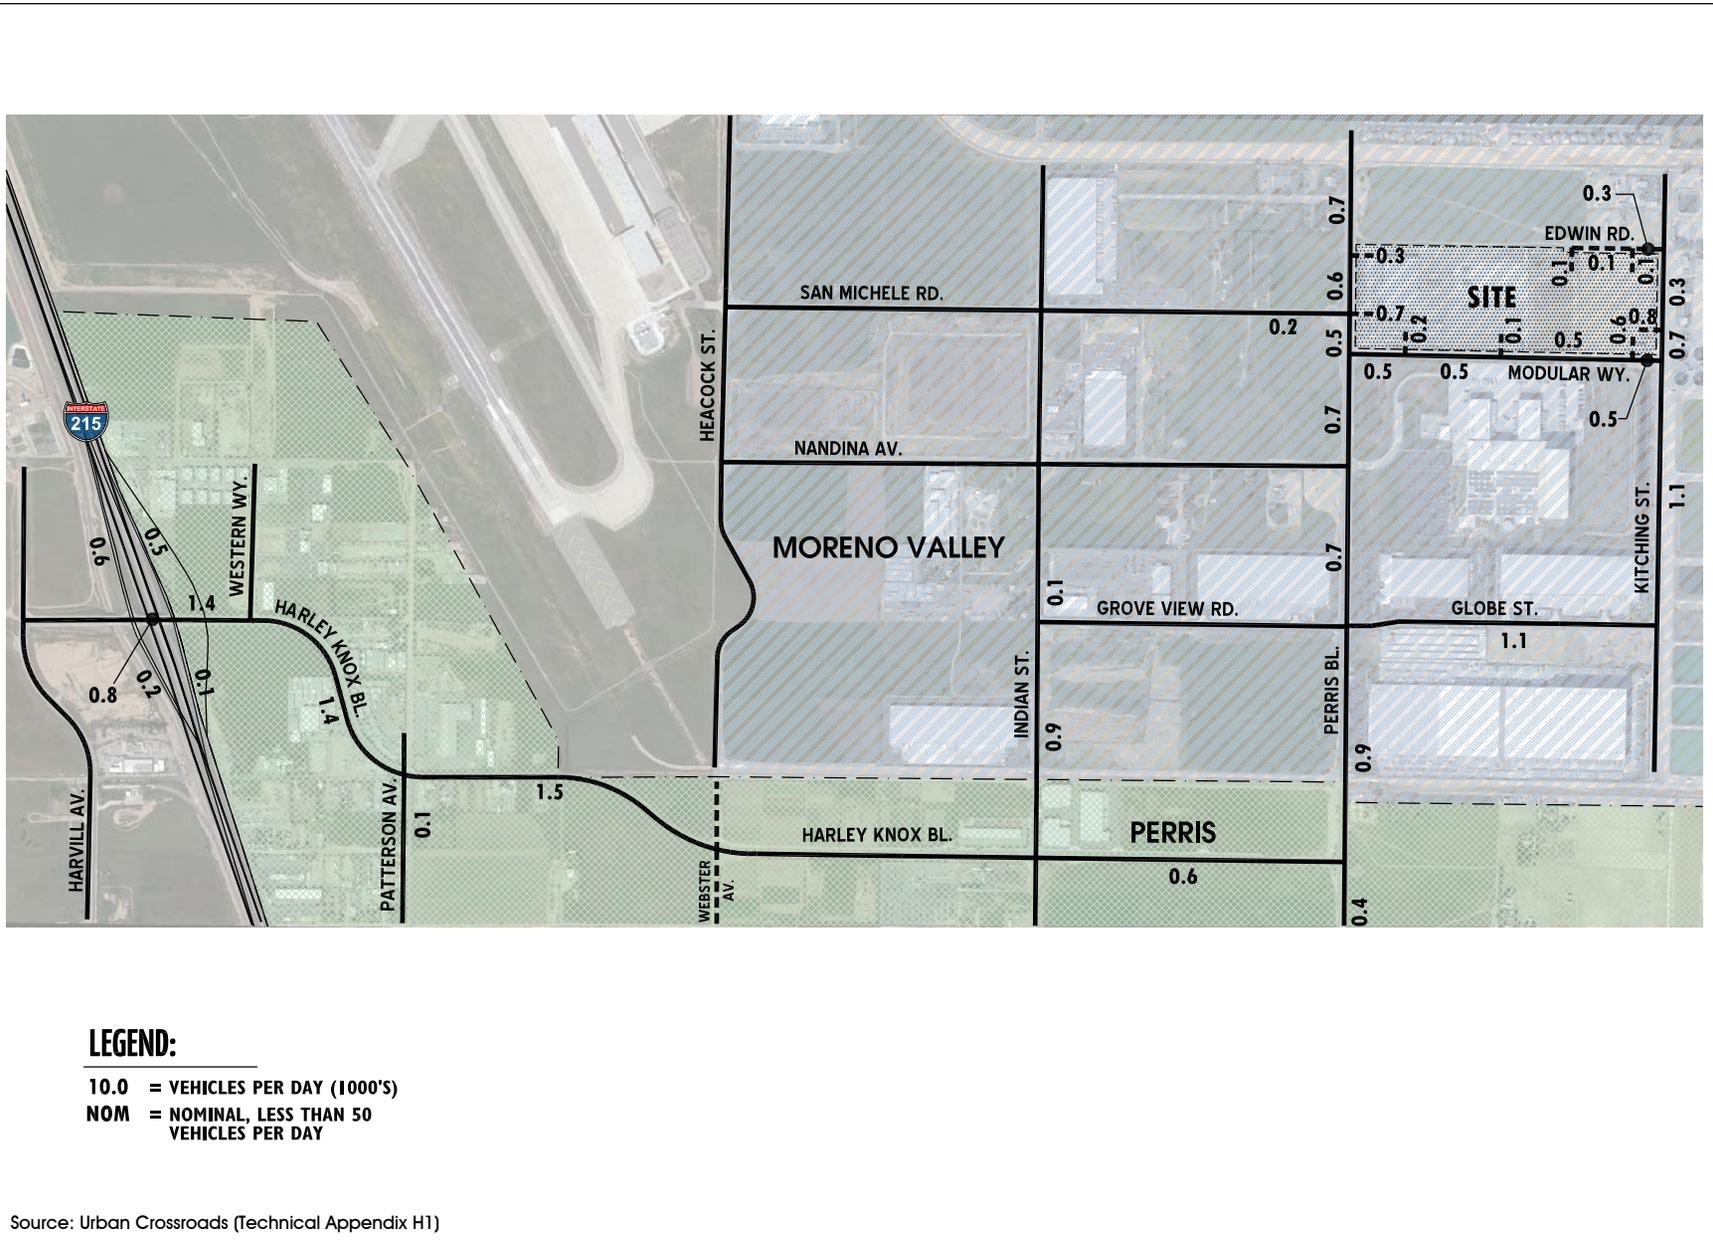 0.3
EDWIN RD.
0.7
0.3
0.1
0.1
0.1
0.6
SITE
0.3
SAN MICHELE RD.
0.7
0.8
0.2
0.5
0.2
0.1
0.5
0.6
0.7
HEACOCK ST.
0.5
0.5
MODULAR WY.
INTERSTATE
215
0.7
0.5
NANDINA AV.
WESTERN WY.
KITCHING ST.
1.1
0.6
0.5
MORENO VALLEY
0.7
0.1
1.4
HARLEY KNOX BL.
GROVE VIEW RD.
GLOBE ST.
1.1
0.8
0.2
0.1
1.4
INDIAN ST.
PERRIS BL.
0.9
0.9
HARVILL AV.
PATTERSON AV.
0.1
1.5
HARLEY KNOX BL.
PERRIS
WEBSTER
AV.
0.6
0.4
LEGEND:
10.0 = VEHICLES PER DAY (1000'S)
NOM = NOMINAL, LESS THAN 50
VEHICLES PER DAY
Source: Urban Crossroads (Technical Appendix H1)